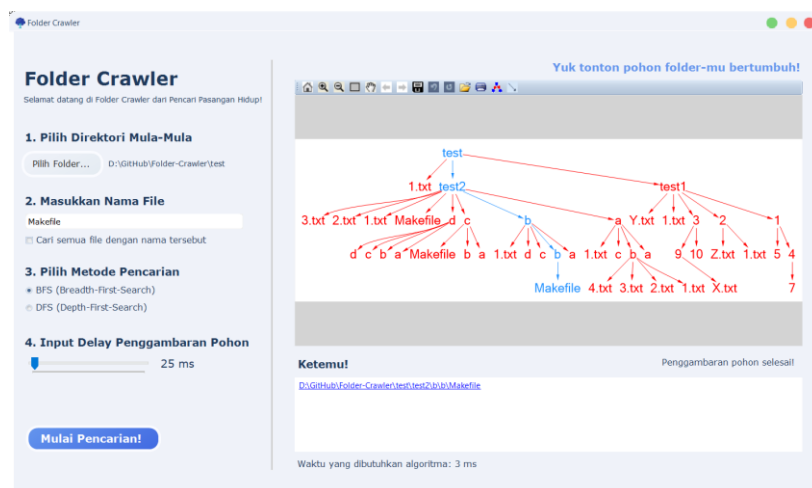 Folder Crawler
Folder Crawler
Selamat datang di Folder Crawler dari Pencari Pasangan Hidup!
1. Pilih Direktori Mula-Mula
Pilih Folder... D:\GitHub\Folder-Crawler\test
2. Masukkan Nama File
Makefile
Cari semua file dengan nama tersebut
3. Pilih Metode Pencarian
BFS (Breadth-First-Search)
DFS (Depth-First-Search)
4. Input Delay Penggambaran Pohon
25 ms
Mulai Pencarian!
Yuk tonton pohon folder-mu bertumbuh!
test
1.txt test2 test1
3.txt 2.txt 1.txt Makefile d c b a Y.txt 1.txt 3 2 1
d c b a Makefile b a 1.txt d c b a 1.txt c b a 9 10 Z.txt 1.txt 5 4
Makefile 4.txt 3.txt 2.txt 1.txt X.txt 7
Ketemu! Penggambaran pohon selesai!
D:\GitHub\Folder-Crawler\test\test2\b\b\Makefile
Waktu yang dibutuhkan algoritma: 3 ms